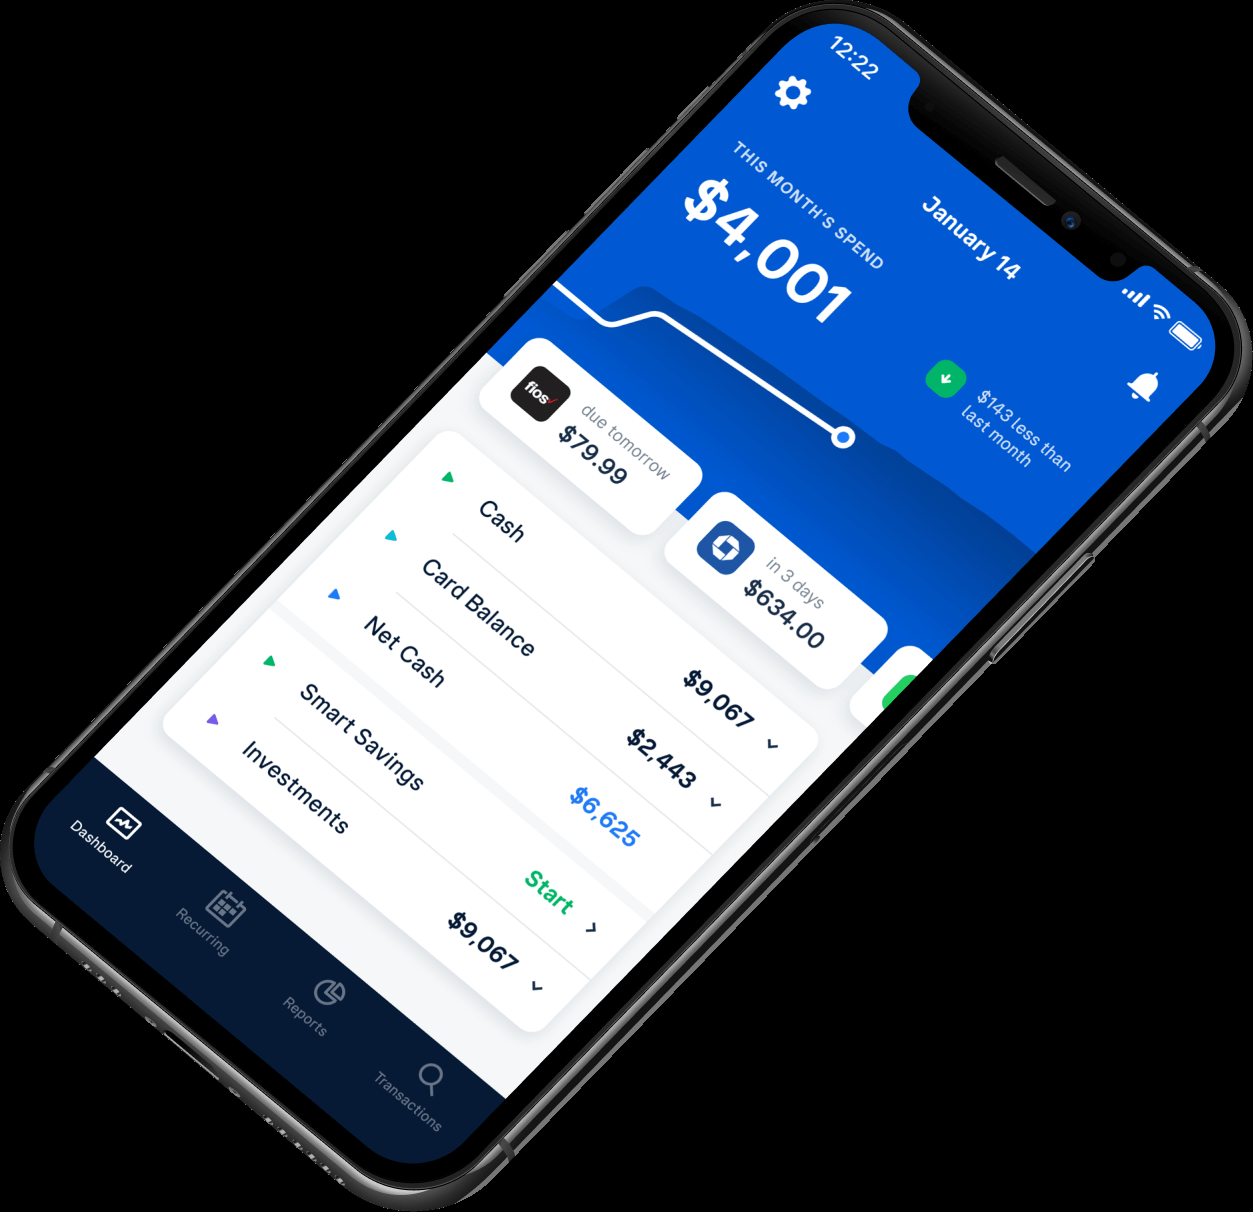 12:22
January 14
THIS MONTH'S SPEND
$4,001
$143 less than
last month
fios
due tomorrow
$79.99
in 3 days
$634.00
Cash
$9,067
Card Balance
$2,443
Net Cash
$6,625
Smart Savings
Start
Investments
$9,067
Dashboard
Recurring
Reports
Transactions